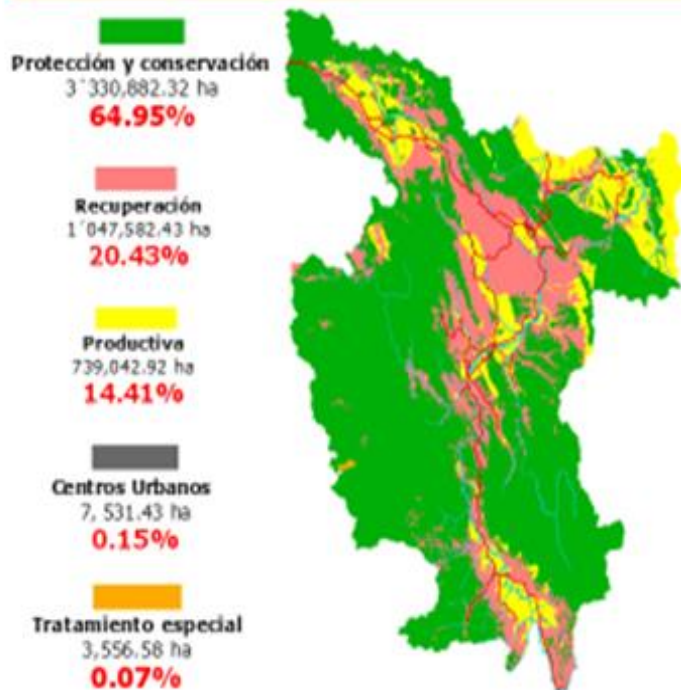 Protección y conservación
3´330,882.32 ha
64.95%
Recuperación
1´047,582.43 ha
20.43%
Productiva
739,042.92 ha
14.41%
Centros Urbanos
7, 531.43 ha
0.15%
Tratamiento especial
3,556.58 ha
0.07%